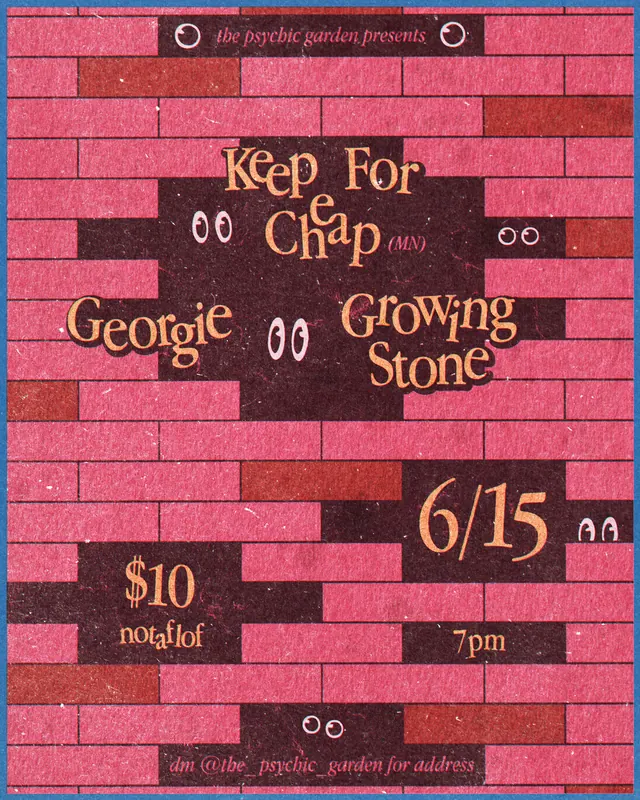 the psychic garden presents
Keep For
Cheap (MN)
Georgie
Growing
Stone
6/15
$10
notaflof
7pm
dm @the_psychic_garden for address